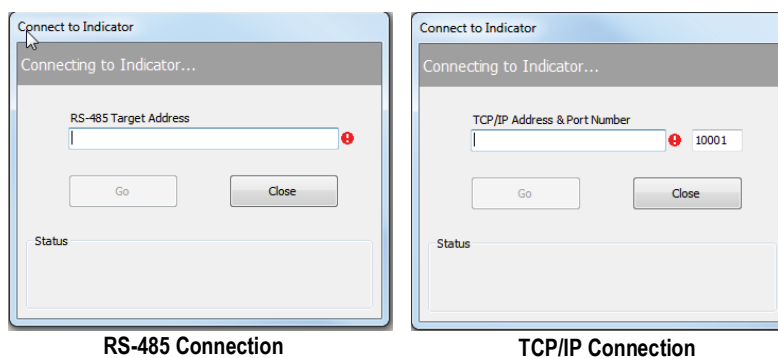 Connect to Indicator
Connecting to Indicator...
RS-485 Target Address
Go
Close
Status
RS-485 Connection
Connect to Indicator
Connecting to Indicator...
TCP/IP Address & Port Number
10001
Go
Close
Status
TCP/IP Connection